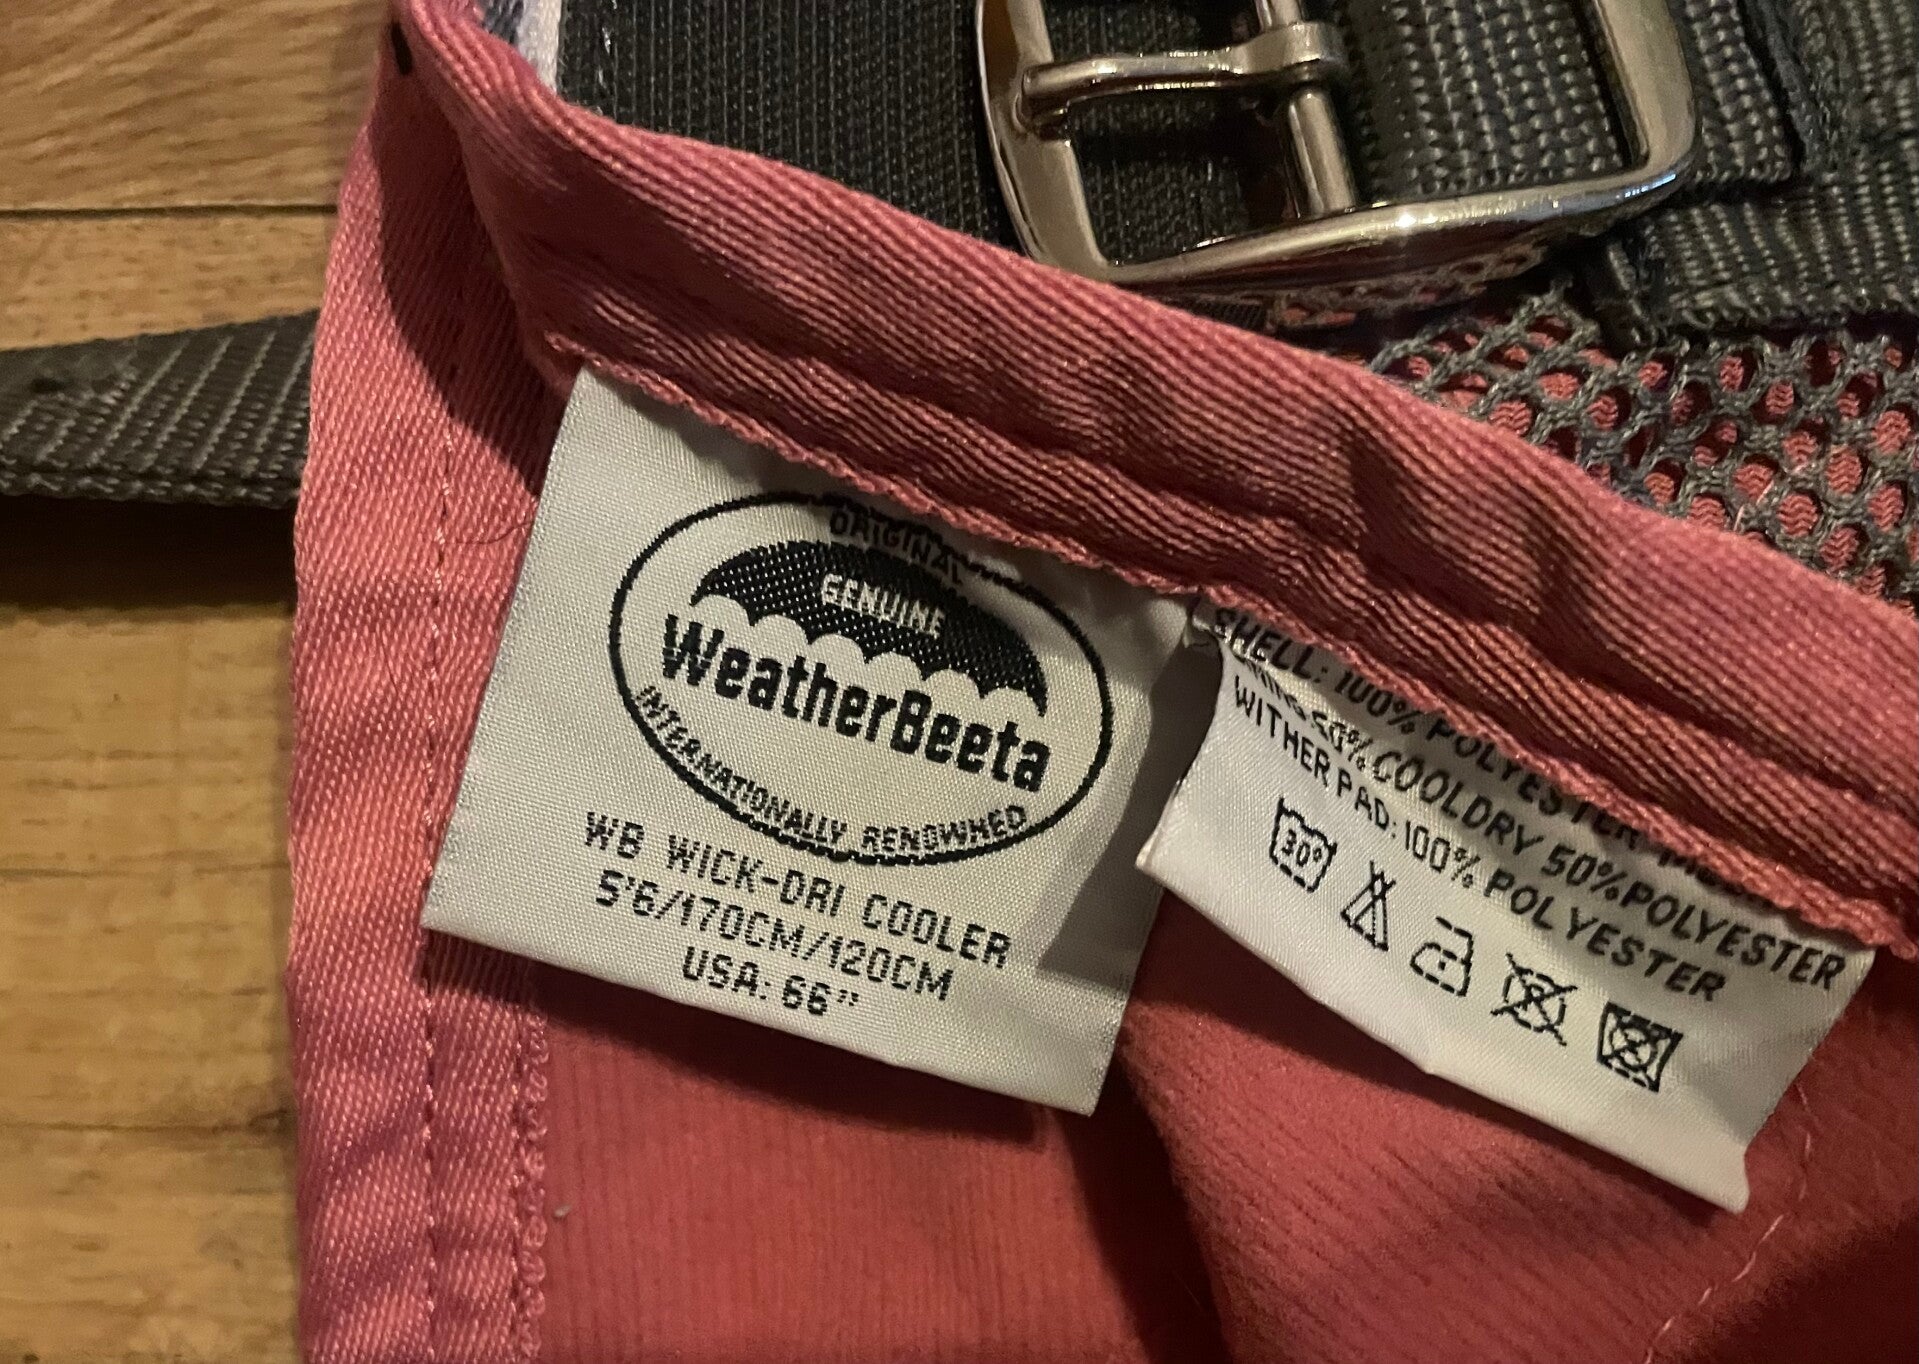 ORIGINAL
GENUINE
WeatherBeeta
INTERNATIONALLY RENOWNED
WB WICK-DRI COOLER
5'6/170CM/120CM
USA: 66”
SHELL: 100% POLYESTER
50% COOLDRY 50%POLYESTER
WITHER PAD: 100% POLYESTER
30°
P